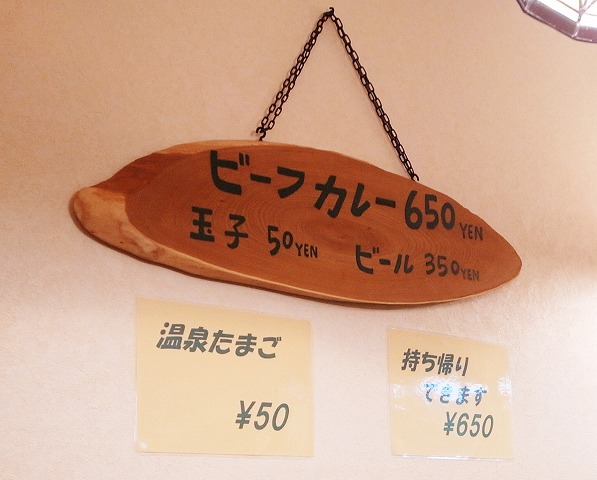 ビーフカレー650YEN
玉子 50YEN ビール 350YEN
温泉たまご
¥50
持ち帰り
できます
¥650